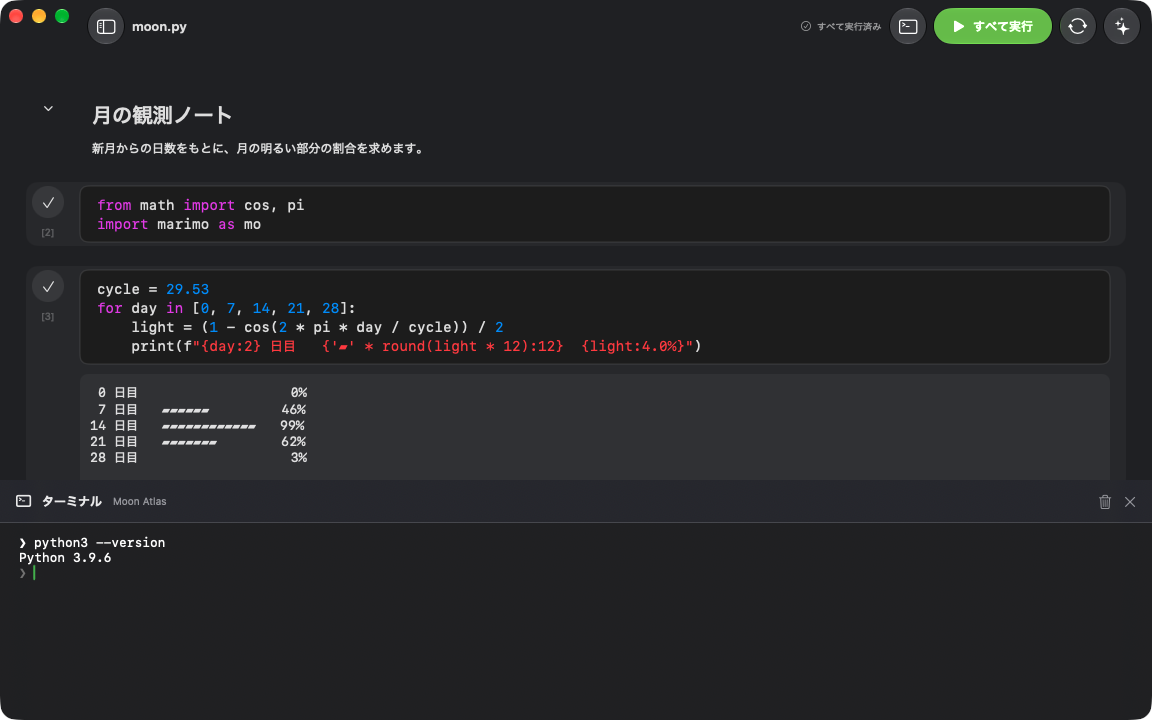 moon.py
すべて実行済み
すべて実行
月の観測ノート
新月からの日数をもとに、月の明るい部分の割合を求めます。
from math import cos, pi
import marimo as mo
[2]
cycle = 29.53
for day in [0, 7, 14, 21, 28]:
    light = (1 - cos(2 * pi * day / cycle)) / 2
    print(f"{day:2} 日目   {'▰' * round(light * 12):12}  {light:4.0%}")
[3]
 0 日目                   0%
 7 日目   ▰▰▰▰▰▰         46%
14 日目   ▰▰▰▰▰▰▰▰▰▰▰▰   99%
21 日目   ▰▰▰▰▰▰▰        62%
28 日目                   3%
ターミナル Moon Atlas
❯ python3 --version
Python 3.9.6
❯